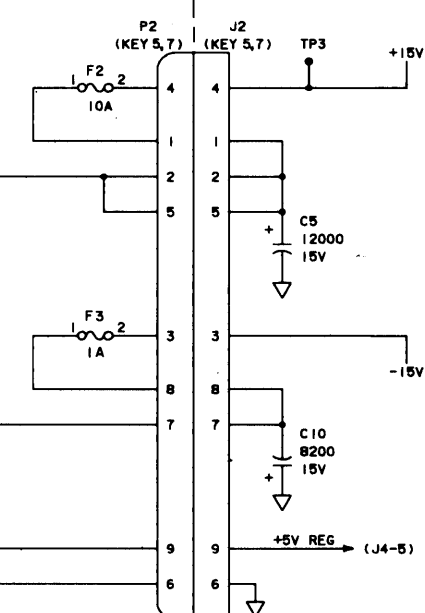 P2 J2
(KEY 5,7) (KEY 5,7) TP3
+15V
F2
1 2 4 4
10A
1 1
2 2
5 5
C5
+ 12000
15V
F3
1 2 3 3
1A
-15V
8 8
7 7
C10
8200
+ 15V
+5V REG
9 9 (J4-5)
6 6